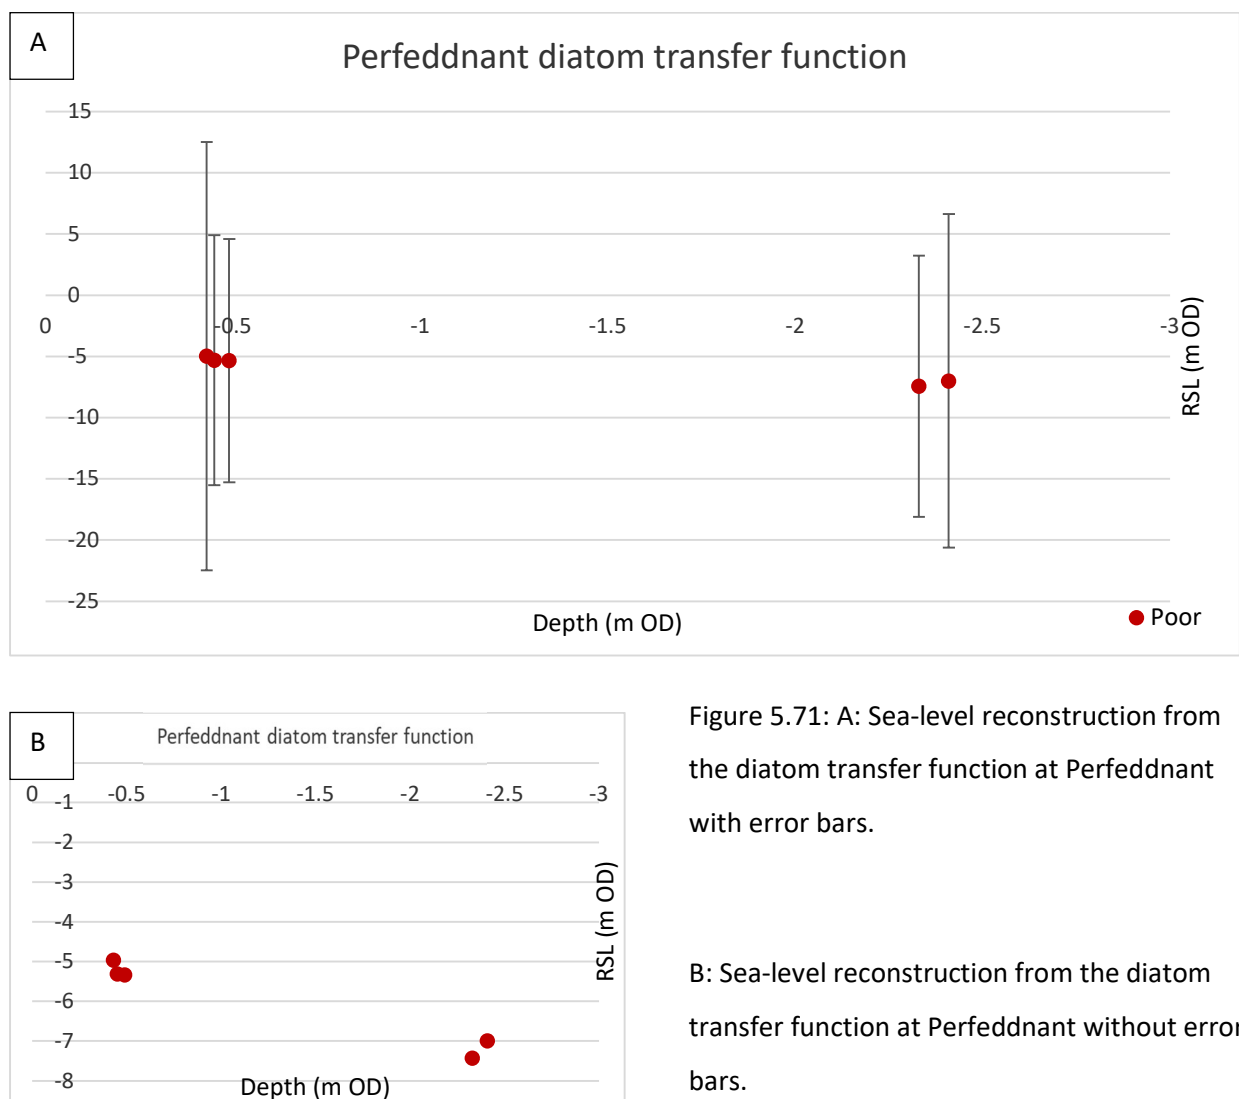 A
Perfeddnant diatom transfer function
15
10
5
0
0 -0.5 -1 -1.5 -2 -2.5 -3
-5
-10
-15
-20
-25
RSL (m OD)
Depth (m OD)
Poor
B
Perfeddnant diatom transfer function
0 -0.5 -1 -1.5 -2 -2.5 -3
-1
-2
-3
-4
-5
-6
-7
-8
RSL (m OD)
Depth (m OD)
Figure 5.71: A: Sea-level reconstruction from
the diatom transfer function at Perfeddnant
with error bars.
B: Sea-level reconstruction from the diatom
transfer function at Perfeddnant without error
bars.